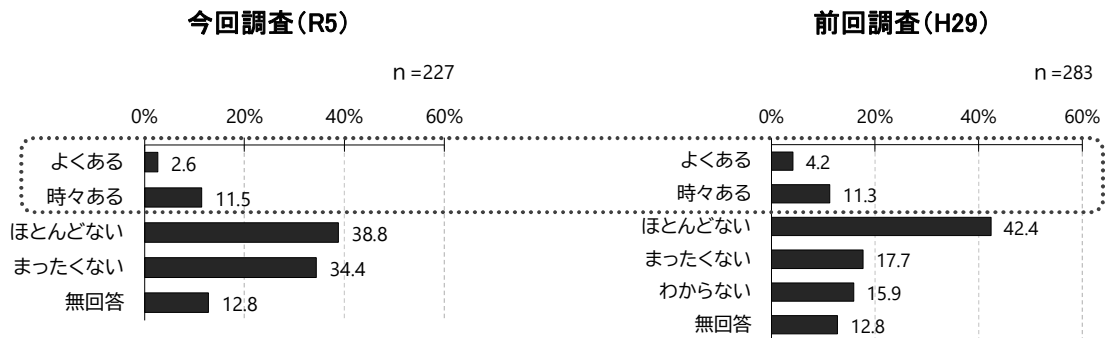 今回調査（R5）
n =227
0% 20% 40% 60%
よくある 2.6
時々ある 11.5
ほとんどない 38.8
まったくない 34.4
無回答 12.8
前回調査（H29）
n =283
0% 20% 40% 60%
よくある 4.2
時々ある 11.3
ほとんどない 42.4
まったくない 17.7
わからない 15.9
無回答 12.8